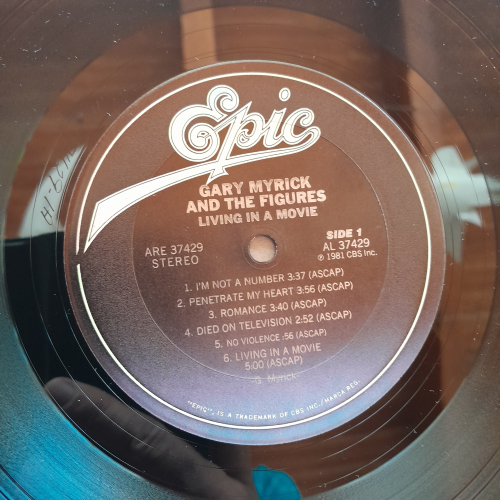 Epic
GARY MYRICK
AND THE FIGURES
LIVING IN A MOVIE
ARE 37429
STEREO
SIDE 1
AL 37429
℗ 1981 CBS Inc.
1. I'M NOT A NUMBER 3:37 (ASCAP)
2. PENETRATE MY HEART 3:56 (ASCAP)
3. ROMANCE 3:40 (ASCAP)
4. DIED ON TELEVISION 2:52 (ASCAP)
5. NO VIOLENCE :56 (ASCAP)
6. LIVING IN A MOVIE
5:00 (ASCAP)
G. Myrick
"EPIC", IS A TRADEMARK OF CBS INC./MARCA REG.